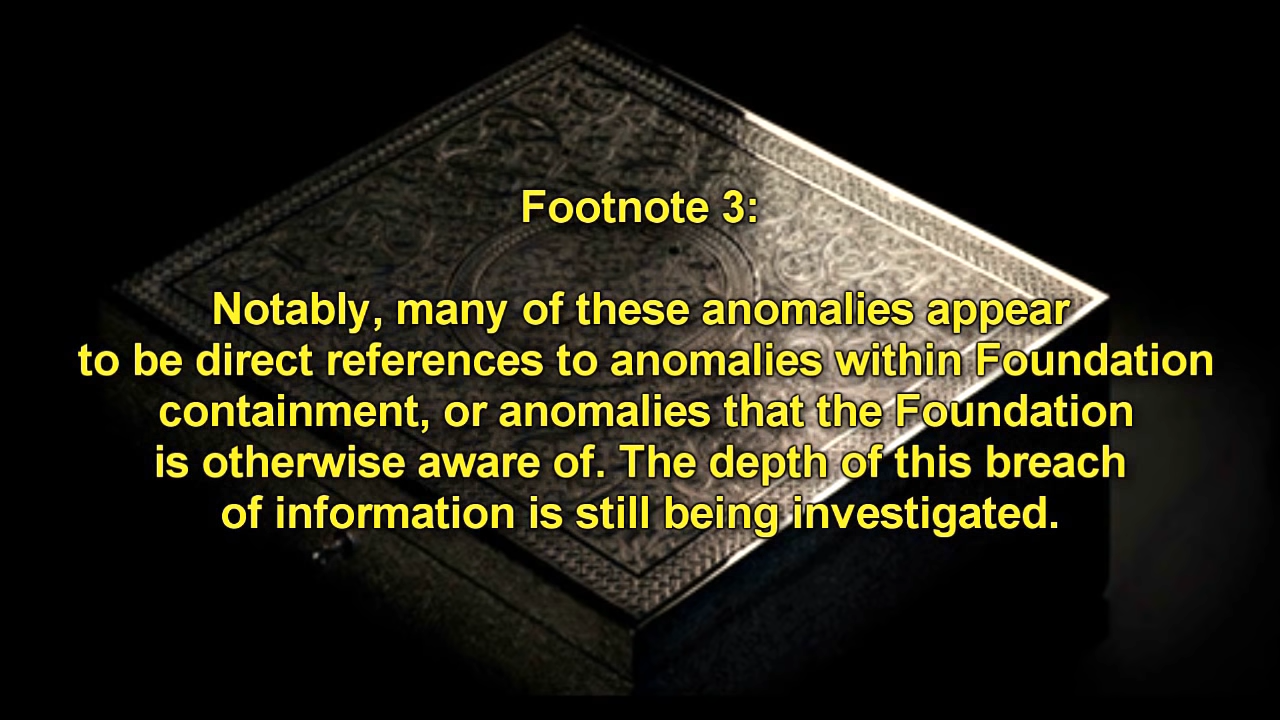 Footnote 3:
Notably, many of these anomalies appear
to be direct references to anomalies within Foundation
containment, or anomalies that the Foundation
is otherwise aware of. The depth of this breach
of information is still being investigated.